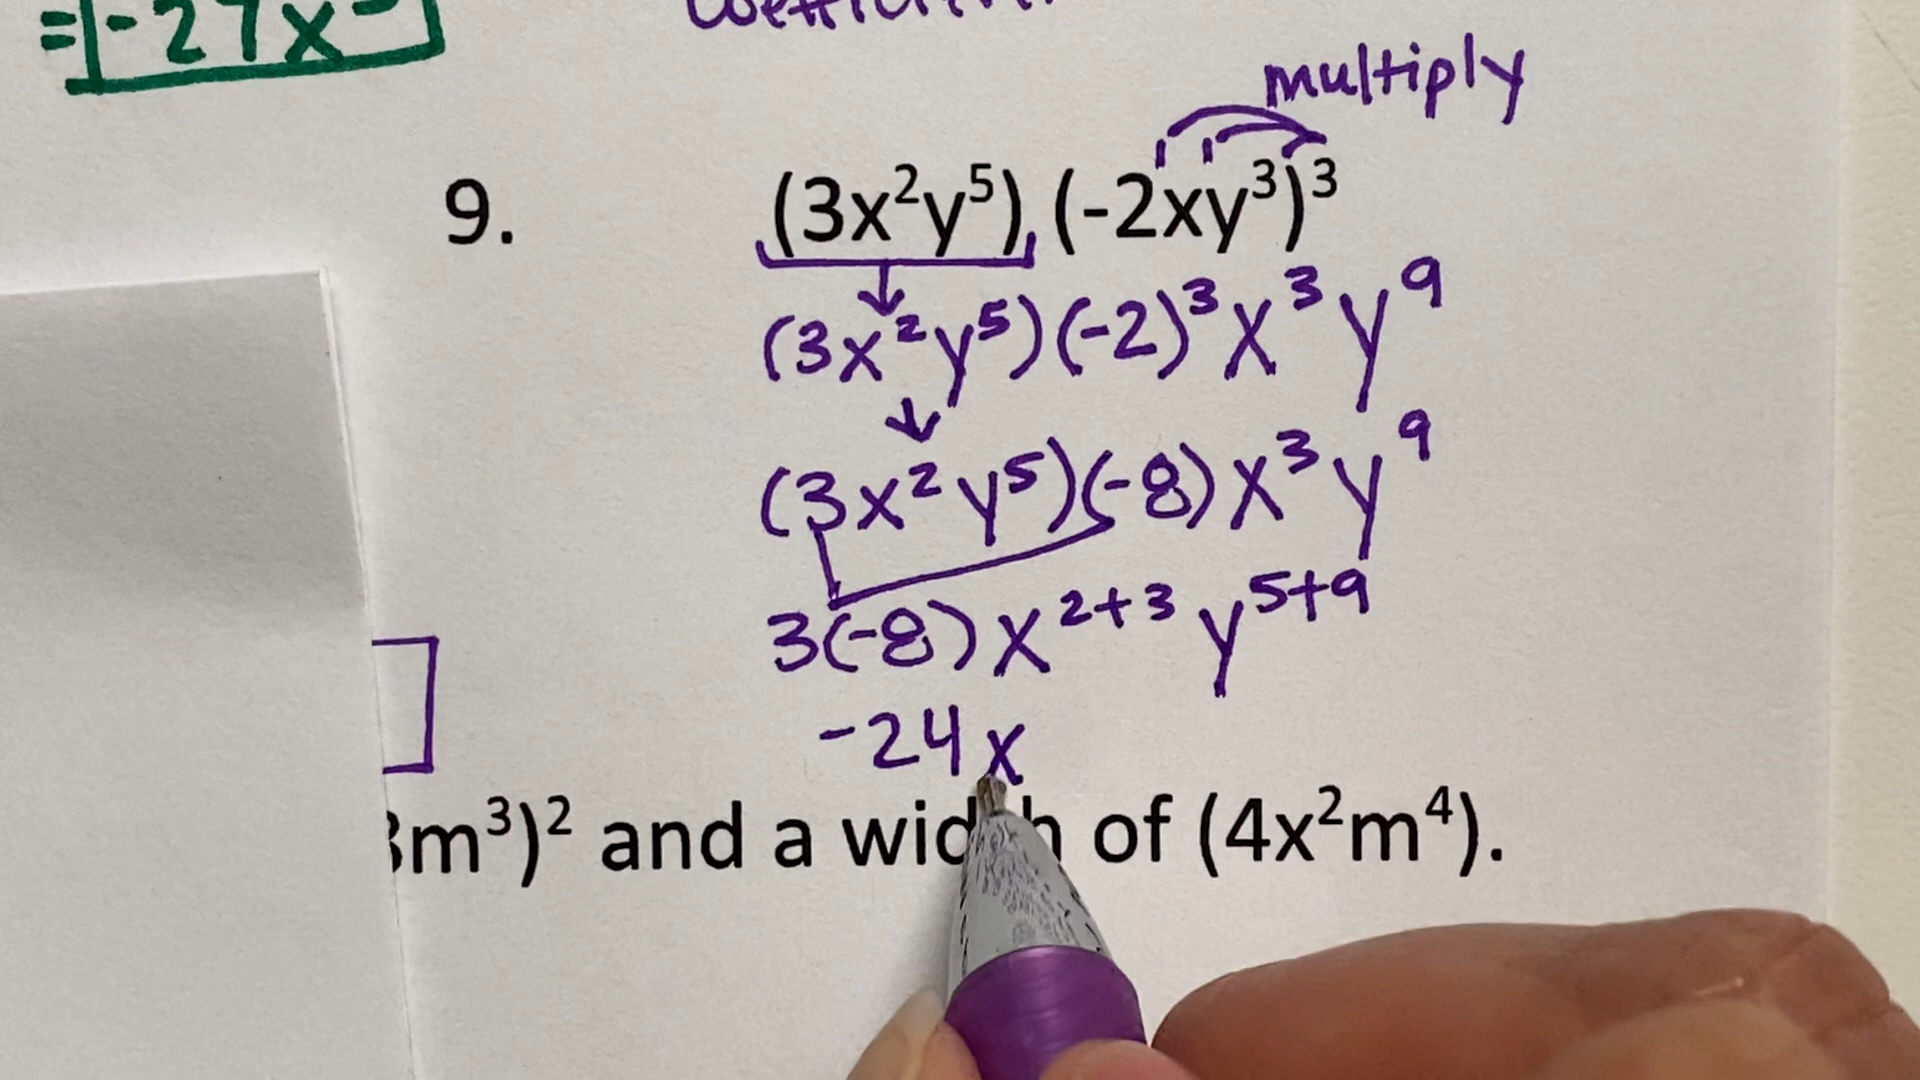 = -27x
multiply
9. (3x²y⁵)(-2xy³)³
(3x²y⁵)(-2)³x³y⁹
(3x²y⁵)(-8)x³y⁹
3(-8)x²⁺³y⁵⁺⁹
-24x
m³)² and a width of (4x²m⁴).